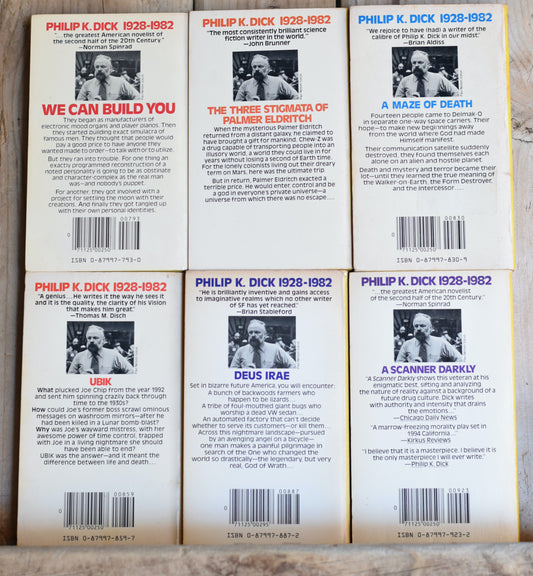 PHILIP K. DICK 1928-1982
"...the greatest American novelist of
the second half of the 20th Century."
—Norman Spinrad
WE CAN BUILD YOU
They began as manufacturers of
electronic mood organs and player pianos. Then
they started building exact simulacra of
famous men. They thought that people would
pay a good price to have anyone they
wanted made to order—to talk with or to utilize.
But they ran into trouble. For one thing an
exactly programmed reconstruction of a
noted personality is going to be as obstinate
and character-complex as the real man
was—and nobody's puppet.
For another, they got involved with a
project for settling the moon with their
creations. And finally they got tangled
up with their own personal identities.
0
00793
71125 00250
ISBN 0-87997-793-0
PHILIP K. DICK 1928-1982
"The most consistently brilliant science
fiction writer in the world."
—John Brunner
THE THREE STIGMATA OF
PALMER ELDRITCH
When the mysterious Palmer Eldritch
returned from a distant galaxy, he claimed to
have brought a gift for mankind. Chew-Z was
a drug capable of transporting people into an
illusory world, a world they could live in for
years without losing a second of Earth time.
For the lonely colonists living out their dreary
term on Mars, here was the ultimate trip
But in return, Palmer Eldritch exacted a
terrible price. He would enter, control and be
a god in everyone's private universe—a
universe from which there was no escape....
PHILIP K. DICK 1928-1982
"We rejoice to have (had) a writer of the
calibre of Philip K. Dick in our midst."
—Brian Aldiss
A MAZE OF DEATH
Fourteen people came to Delmak-O
in separate one-way space carriers. Their
hope—to make new beginnings away
from the world where God had made
Himself manifest.
Their communication satellite suddenly
destroyed, they found themselves each
alone on an alien and hostile planet.
Death and mystery and terror became their
lot—until they learned the true meaning of
the Walker-on-Earth, the Form Destroyer,
and the Intercessor....
0
00830
71125 00250
ISBN 0-87997-830-9
PHILIP K. DICK 1928-1982
"A genius... He writes it the way he sees it
and it is the quality, the clarity of his Vision
that makes him great."
—Thomas M. Disch
UBIK
What plucked Joe Chip from the year 1992
and sent him spinning crazily back through
time to the 1930s?
How could Joe's former boss scrawl ominous
messages on washroom mirrors—after he
had been killed in a Lunar bomb blast?
Why was Joe's wayward mistress, with her
awesome power of time control, trapped
with Joe in a living nightmare she should
have been able to end?
UBIK was the answer—and it meant the
difference between life and death....
0
00859
71125 00250
ISBN 0-87997-859-7
PHILIP K. DICK 1928-1982
"He is brilliantly inventive and gains access
to imaginative realms which no other writer
of SF has yet reached."
—Brian Stableford
DEUS IRAE
Set in bizarre future America, you will encounter:
A bunch of backwoods farmers who
happen to be lizards...
A tribe of foul-mouthed giant bugs who
worship a dead VW sedan...
An automated factory that can't decide
whether to serve its customers—or kill them...
Across this nightmare landscape—pursued
by an avenging angel on a bicycle—
one man makes a painful pilgrimage in
search of the One who changed the
world so drastically—the legendary, but very
real, God of Wrath...
0
00887
71125 00295
ISBN 0-87997-887-2
PHILIP K. DICK 1928-1982
"...the greatest American novelist
of the second half of the 20th Century."
—Norman Spinrad
A SCANNER DARKLY
"A Scanner Darkly shows this veteran at his
enigmatic best, sifting and analyzing
the nature of reality against the background of a
future drug culture. Dick writes
with authority and intensity that drains
the emotions..."
—Chicago Daily News
"A marrow-freezing morality play set in
1994 California..."
—Kirkus Reviews
"I believe that it is a masterpiece. I believe it is
the only masterpiece I will ever write."
—Philip K. Dick
0
00923
71125 00250
ISBN 0-87997-923-2